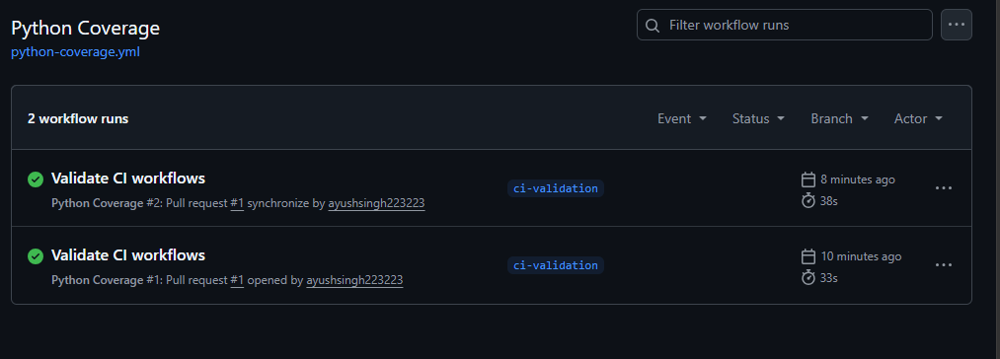 Python Coverage
Filter workflow runs
python-coverage.yml
2 workflow runs
Event
Status
Branch
Actor
Validate CI workflows
Python Coverage #2: Pull request #1 synchronize by ayushsingh223223
ci-validation
8 minutes ago
38s
Validate CI workflows
Python Coverage #1: Pull request #1 opened by ayushsingh223223
ci-validation
10 minutes ago
33s